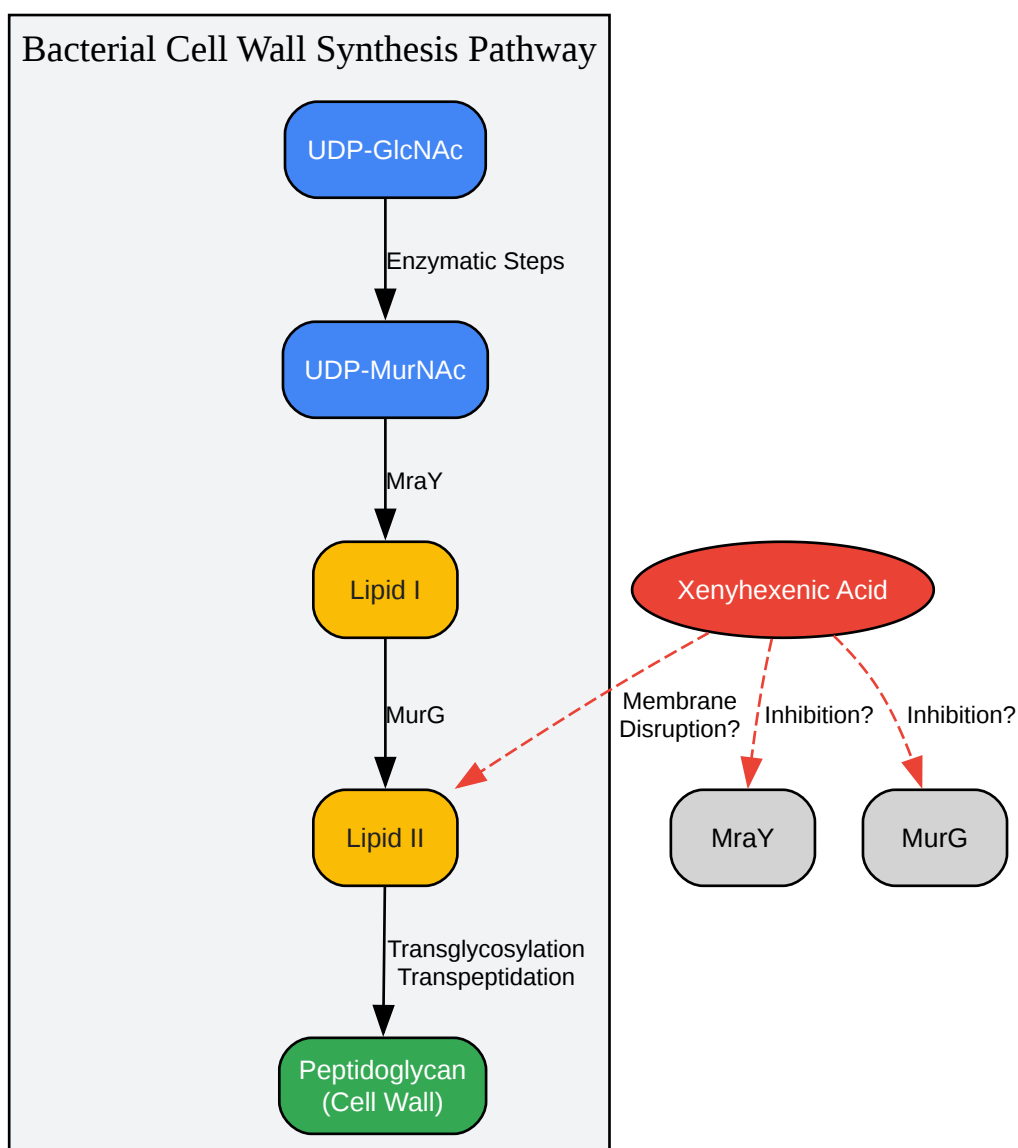 Bacterial Cell Wall Synthesis Pathway
UDP-GlcNAc
Enzymatic Steps
UDP-MurNAc
MraY
Lipid I
Xenyhexenic Acid
MurG
Membrane
Disruption?
Inhibition?
Inhibition?
Lipid II
MraY
MurG
Transglycosylation
Transpeptidation
Peptidoglycan
(Cell Wall)